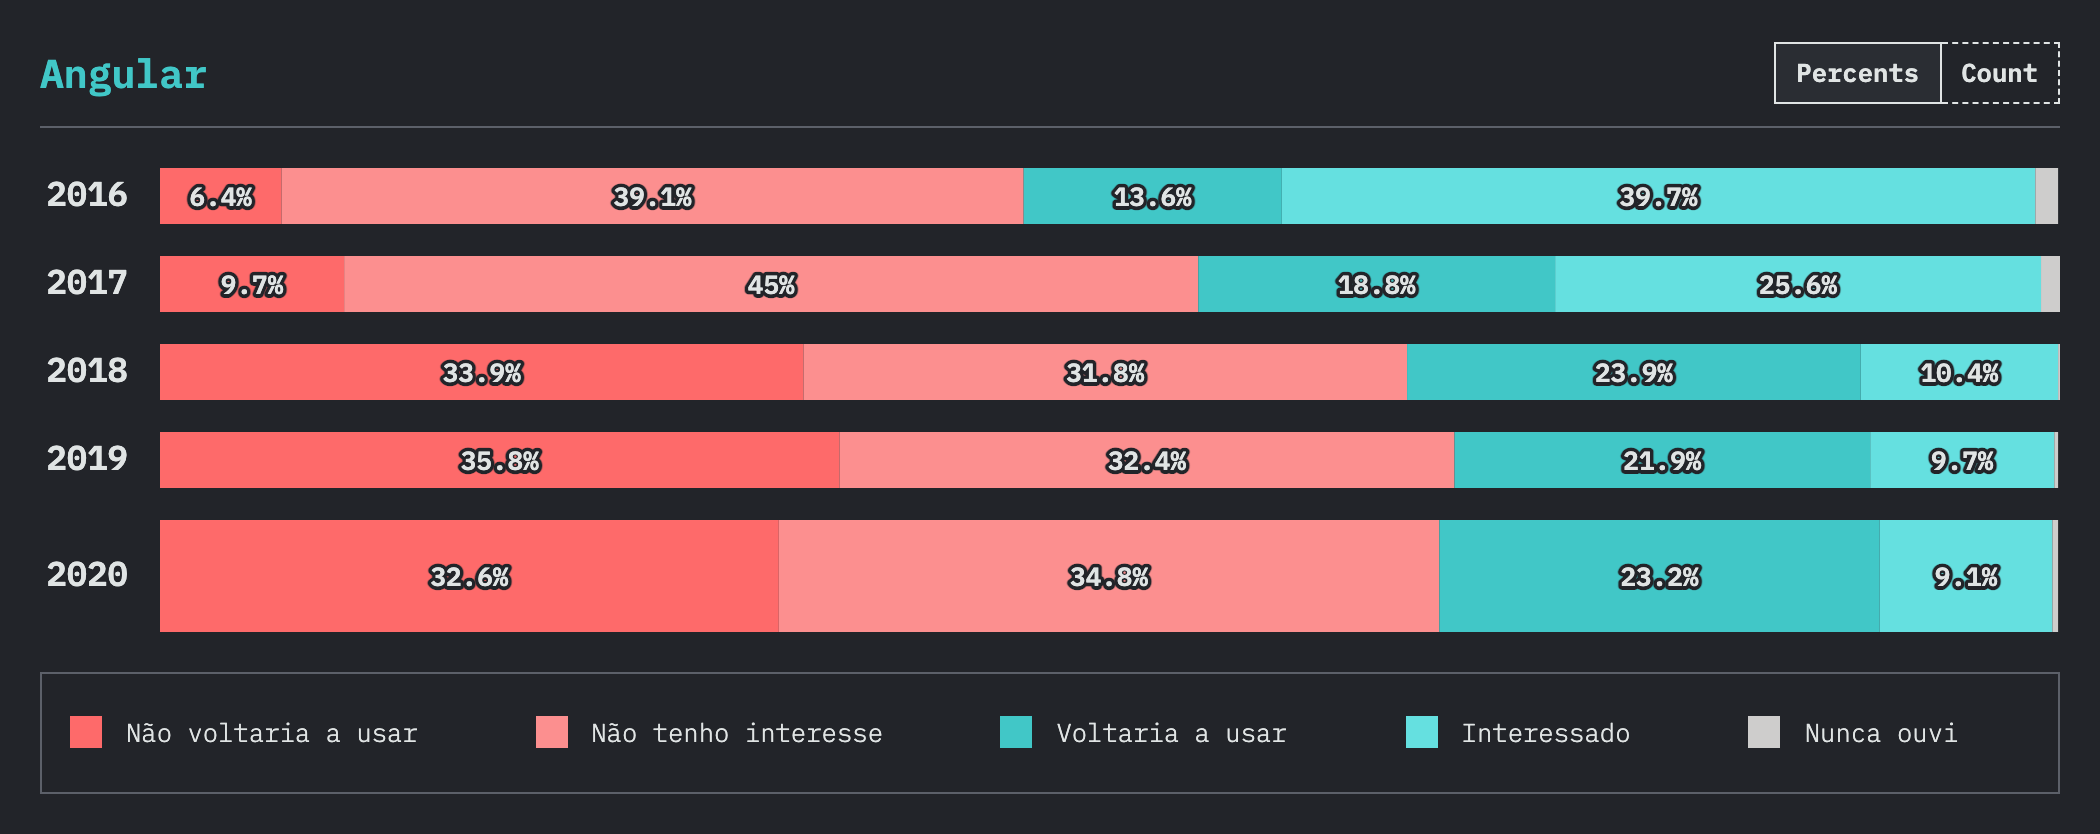 Angular
Percents Count
2016 6.4% 39.1% 13.6% 39.7%
2017 9.7% 45% 18.8% 25.6%
2018 33.9% 31.8% 23.9% 10.4%
2019 35.8% 32.4% 21.9% 9.7%
2020 32.6% 34.8% 23.2% 9.1%
Não voltaria a usar Não tenho interesse Voltaria a usar Interessado Nunca ouvi